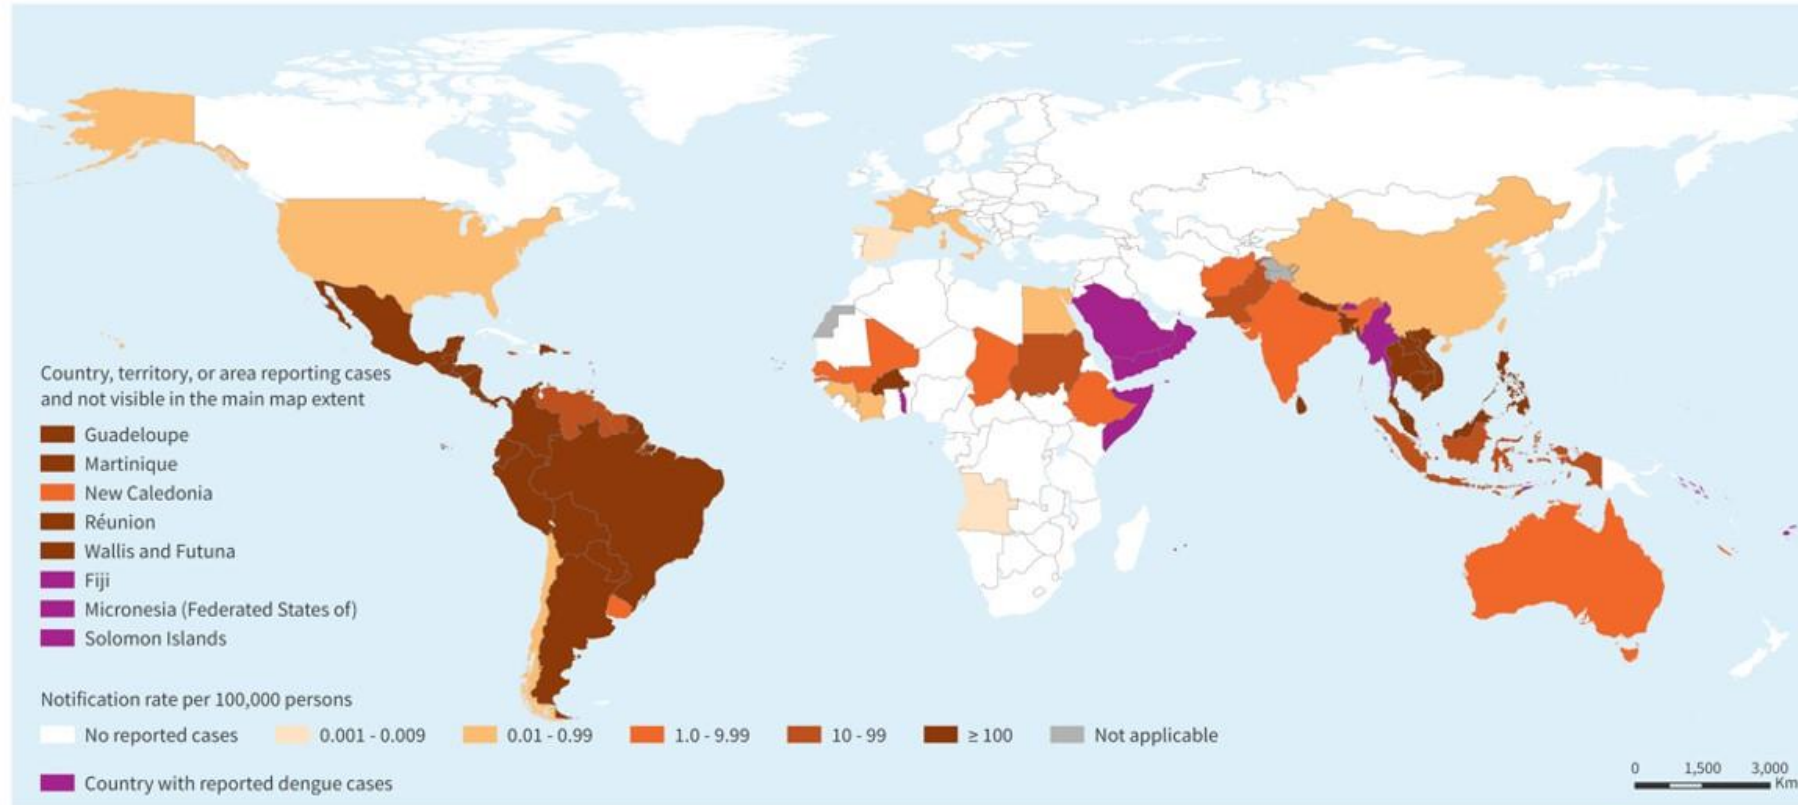 Country, territory, or area reporting cases
and not visible in the main map extent
Guadeloupe
Martinique
New Caledonia
Réunion
Wallis and Futuna
Fiji
Micronesia (Federated States of)
Solomon Islands
Notification rate per 100,000 persons
No reported cases
0.001 - 0.009
0.01 - 0.99
1.0 - 9.99
10 - 99
≥ 100
Not applicable
Country with reported dengue cases
0 1,500 3,000
Km